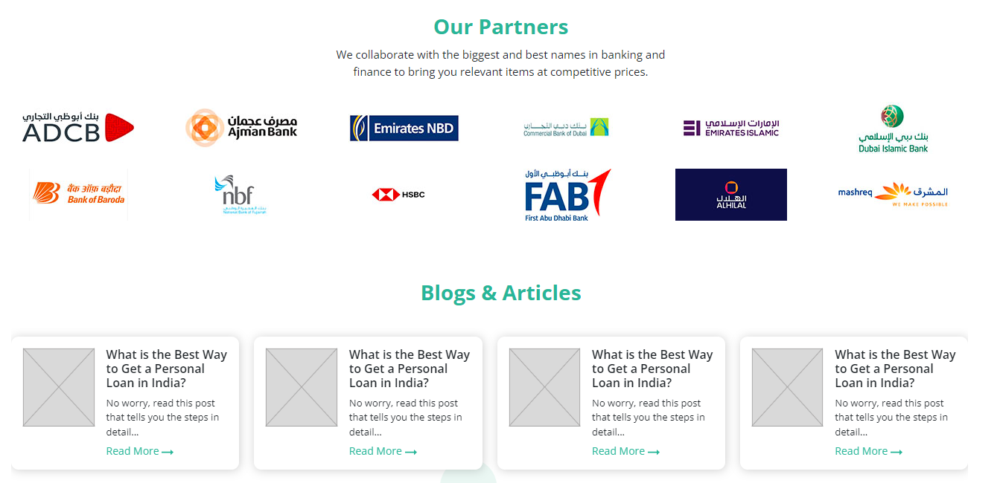 Our Partners
We collaborate with the biggest and best names in banking and
finance to bring you relevant items at competitive prices.
بنك أبوظبي التجاري
ADCB
مصرف عجمان
Ajman Bank
Emirates NBD
بنك دبي التجاري
Commercial Bank of Dubai
الإمارات الإسلامي
EMIRATES ISLAMIC
بنك دبي الإسلامي
Dubai Islamic Bank
बैंक ऑफ़ बड़ौदा
Bank of Baroda
nbf
بنك الفجيرة الوطني
National Bank of Fujairah
HSBC
بنك أبوظبي الأول
FAB
First Abu Dhabi Bank
الهلال
ALHILAL
mashreq المشرق
WE MAKE POSSIBLE
Blogs & Articles
What is the Best Way
to Get a Personal
Loan in India?
No worry, read this post
that tells you the steps in
detail...
Read More
What is the Best Way
to Get a Personal
Loan in India?
No worry, read this post
that tells you the steps in
detail...
Read More
What is the Best Way
to Get a Personal
Loan in India?
No worry, read this post
that tells you the steps in
detail...
Read More
What is the Best Way
to Get a Personal
Loan in India?
No worry, read this post
that tells you the steps in
detail...
Read More